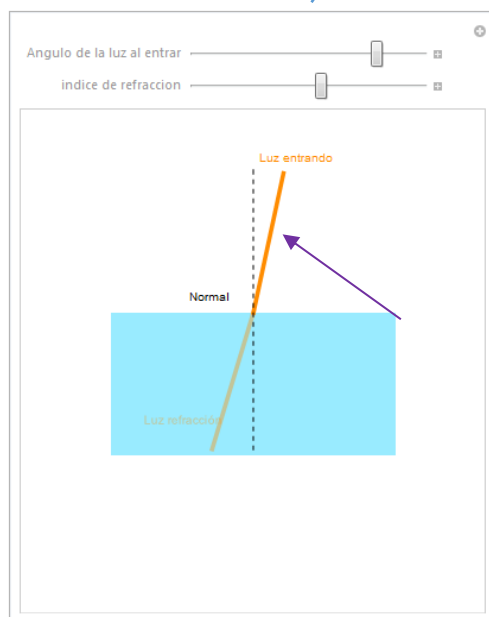 Angulo de la luz al entrar
indice de refraccion
Luz entrando
Normal
Luz refracción